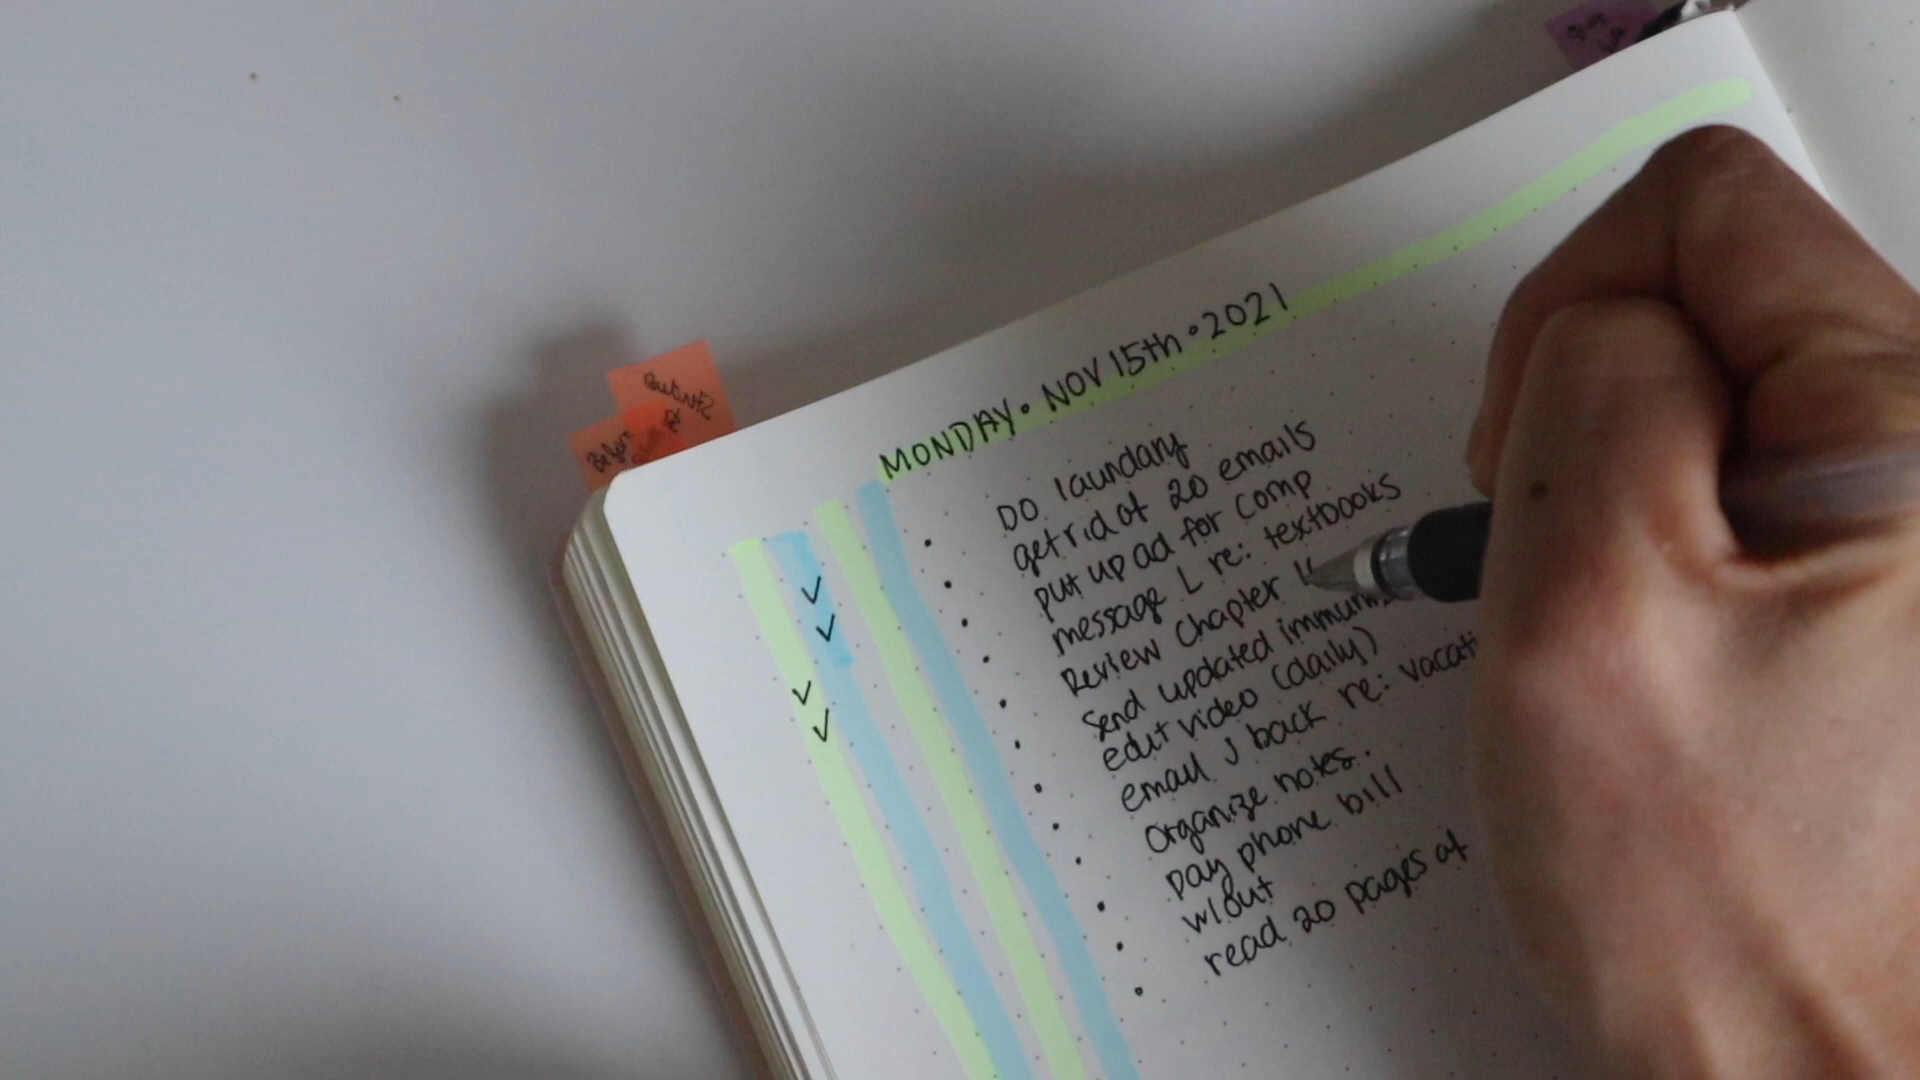 MONDAY • NOV 15th • 2021
DO laundary
get rid of 20 emails
put up ad for comp
message L re: textbooks
Review Chapter
Send updated
edit video (daily)
email J back re:
Organize notes.
pay phone bill
w/out
read 20 pages of